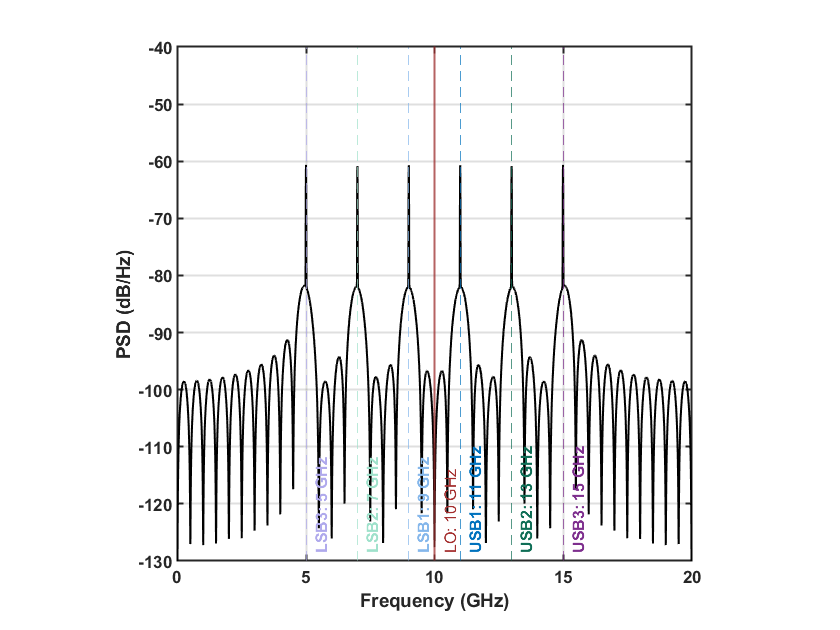 -40
-50
-60
-70
-80
-90
-100
-110
-120
-130
PSD (dB/Hz)
LSB3: 5 GHz
LSB2: 7 GHz
LSB1: 9 GHz
LO: 10 GHz
USB1: 11 GHz
USB2: 13 GHz
USB3: 15 GHz
0
5
10
15
20
Frequency (GHz)